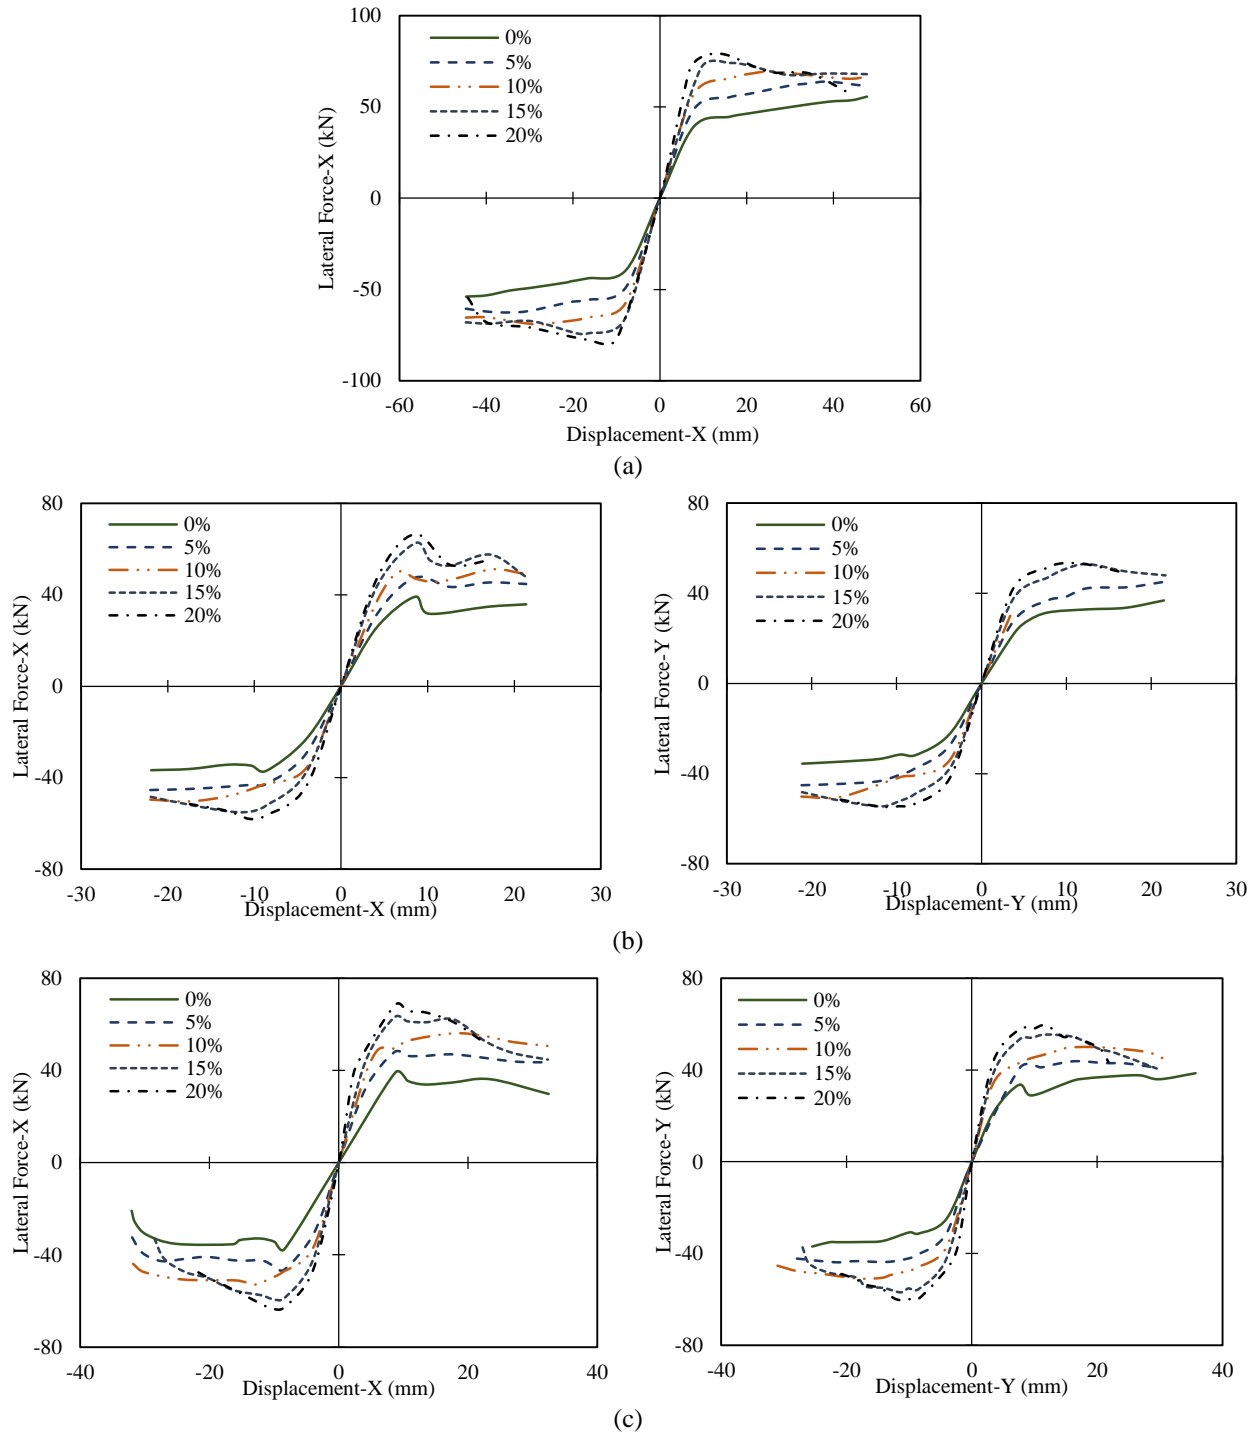 100
50
0
-50
-100
Lateral Force-X (kN)
0%
5%
10%
15%
20%
-60 -40 -20 0 20 40 60
Displacement-X (mm)
(a)
80
40
0
-40
-80
Lateral Force-X (kN)
0%
5%
10%
15%
20%
-30 -20 -10 0 10 20 30
Displacement-X (mm)
80
40
0
-40
-80
Lateral Force-Y (kN)
0%
5%
10%
15%
20%
-30 -20 -10 0 10 20 30
Displacement-Y (mm)
(b)
80
40
0
-40
-80
Lateral Force-X (kN)
0%
5%
10%
15%
20%
-40 -20 0 20 40
Displacement-X (mm)
80
40
0
-40
-80
Lateral Force-Y (kN)
0%
5%
10%
15%
20%
-40 -20 0 20 40
Displacement-Y (mm)
(c)